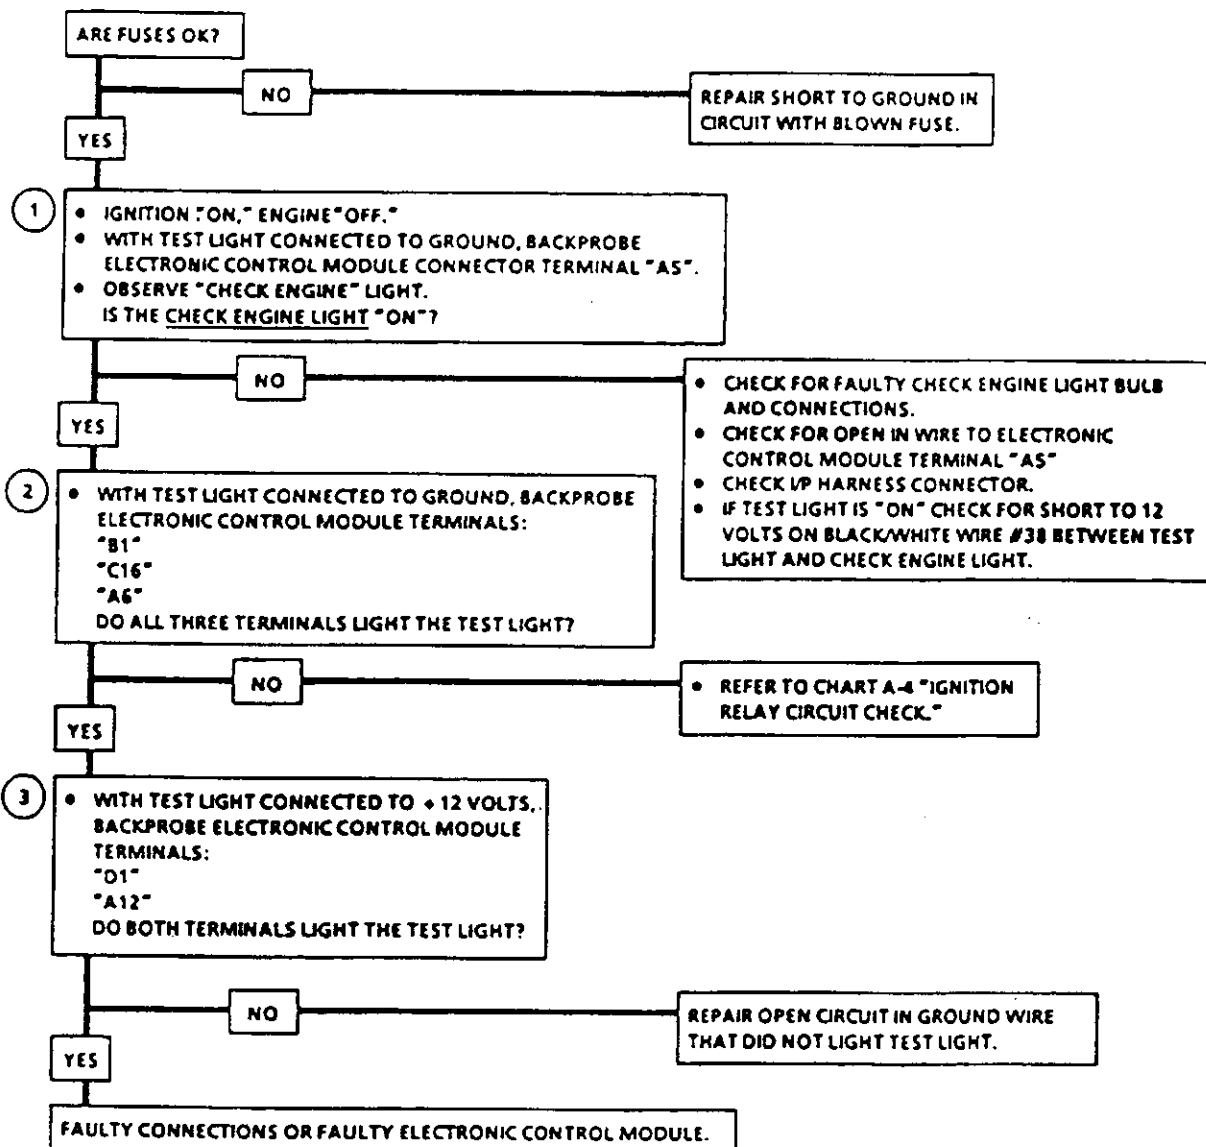 ARE FUSES OK?
NO
REPAIR SHORT TO GROUND IN
CIRCUIT WITH BLOWN FUSE.
YES
1
• IGNITION "ON," ENGINE "OFF."
• WITH TEST LIGHT CONNECTED TO GROUND, BACKPROBE
ELECTRONIC CONTROL MODULE CONNECTOR TERMINAL "A5".
• OBSERVE "CHECK ENGINE" LIGHT.
IS THE CHECK ENGINE LIGHT "ON"?
NO
• CHECK FOR FAULTY CHECK ENGINE LIGHT BULB
AND CONNECTIONS.
• CHECK FOR OPEN IN WIRE TO ELECTRONIC
CONTROL MODULE TERMINAL "A5"
• CHECK I/P HARNESS CONNECTOR.
• IF TEST LIGHT IS "ON" CHECK FOR SHORT TO 12
VOLTS ON BLACK/WHITE WIRE #38 BETWEEN TEST
LIGHT AND CHECK ENGINE LIGHT.
YES
2
• WITH TEST LIGHT CONNECTED TO GROUND, BACKPROBE
ELECTRONIC CONTROL MODULE TERMINALS:
"B1"
"C16"
"A6"
DO ALL THREE TERMINALS LIGHT THE TEST LIGHT?
NO
• REFER TO CHART A-4 "IGNITION
RELAY CIRCUIT CHECK."
YES
3
• WITH TEST LIGHT CONNECTED TO +12 VOLTS,
BACKPROBE ELECTRONIC CONTROL MODULE
TERMINALS:
"D1"
"A12"
DO BOTH TERMINALS LIGHT THE TEST LIGHT?
NO
REPAIR OPEN CIRCUIT IN GROUND WIRE
THAT DID NOT LIGHT TEST LIGHT.
YES
FAULTY CONNECTIONS OR FAULTY ELECTRONIC CONTROL MODULE.